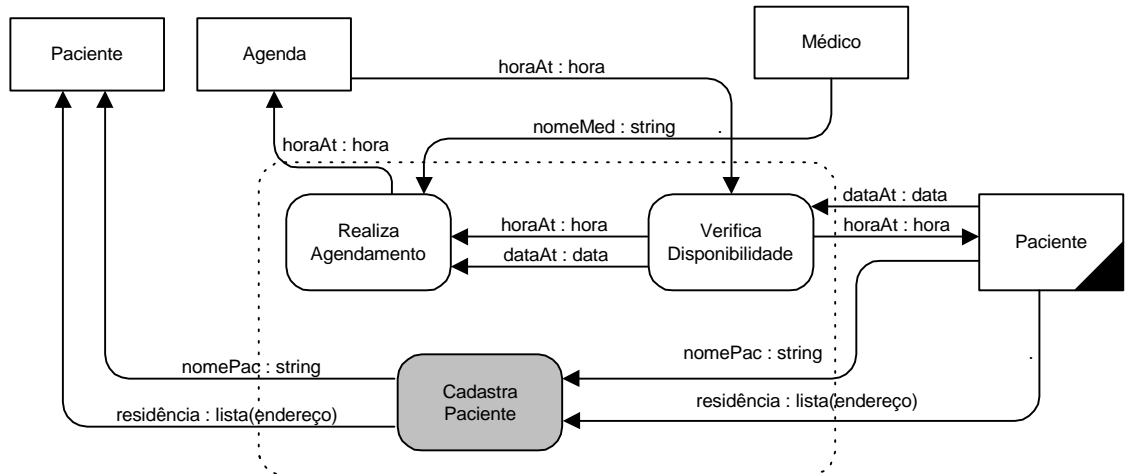 Paciente
Agenda
Médico
horaAt : hora
nomeMed : string
horaAt : hora
dataAt : data
Realiza
Agendamento
horaAt : hora
dataAt : data
Verifica
Disponibilidade
horaAt : hora
Paciente
nomePac : string
nomePac : string
Cadastra
Paciente
residência : lista(endereço)
residência : lista(endereço)